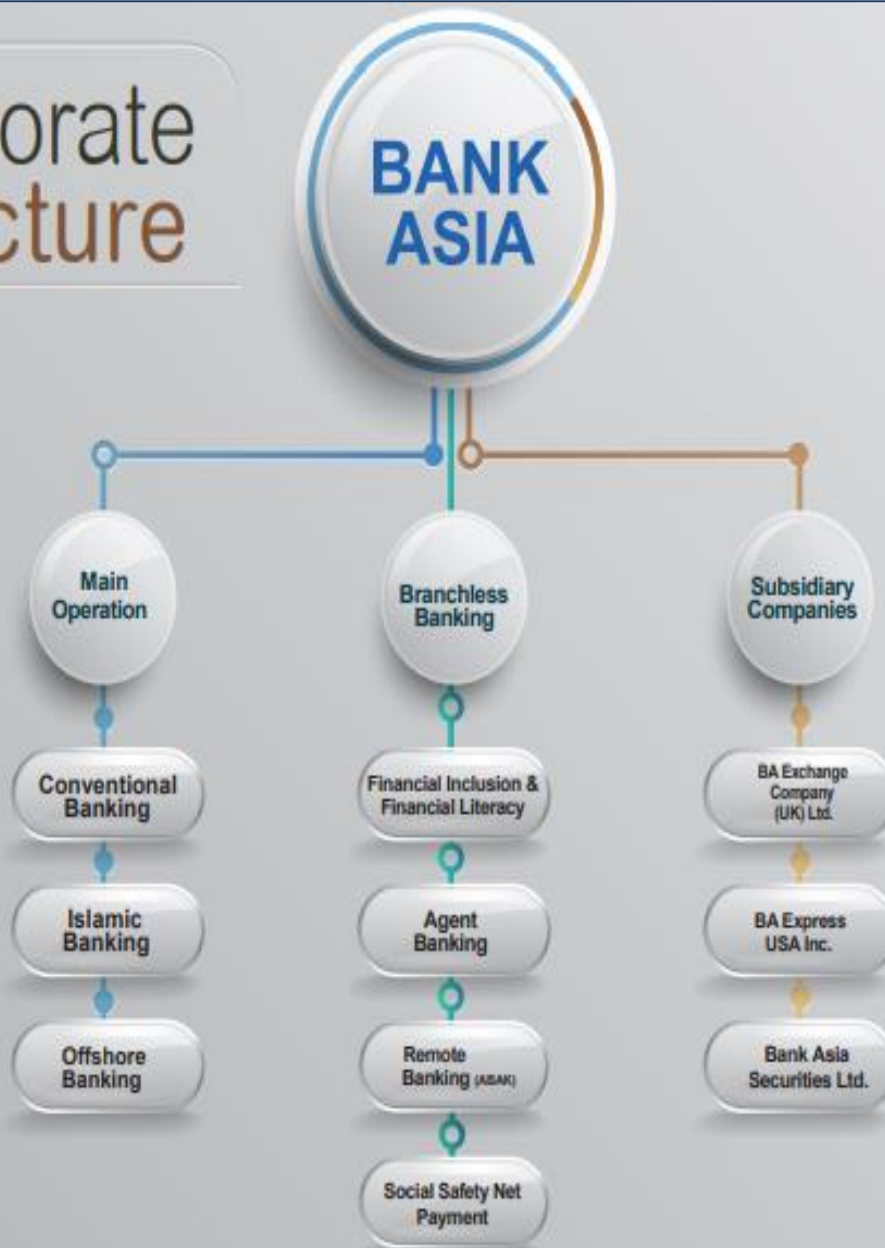 orate
cture
BANK
ASIA
Main
Operation
Branchless
Banking
Subsidiary
Companies
Conventional
Banking
Islamic
Banking
Offshore
Banking
Financial Inclusion &
Financial Literacy
Agent
Banking
Remote
Banking (AISAK)
Social Safety Net
Payment
BA Exchange
Company
(UK) Ltd.
BA Express
USA Inc.
Bank Asia
Securities Ltd.